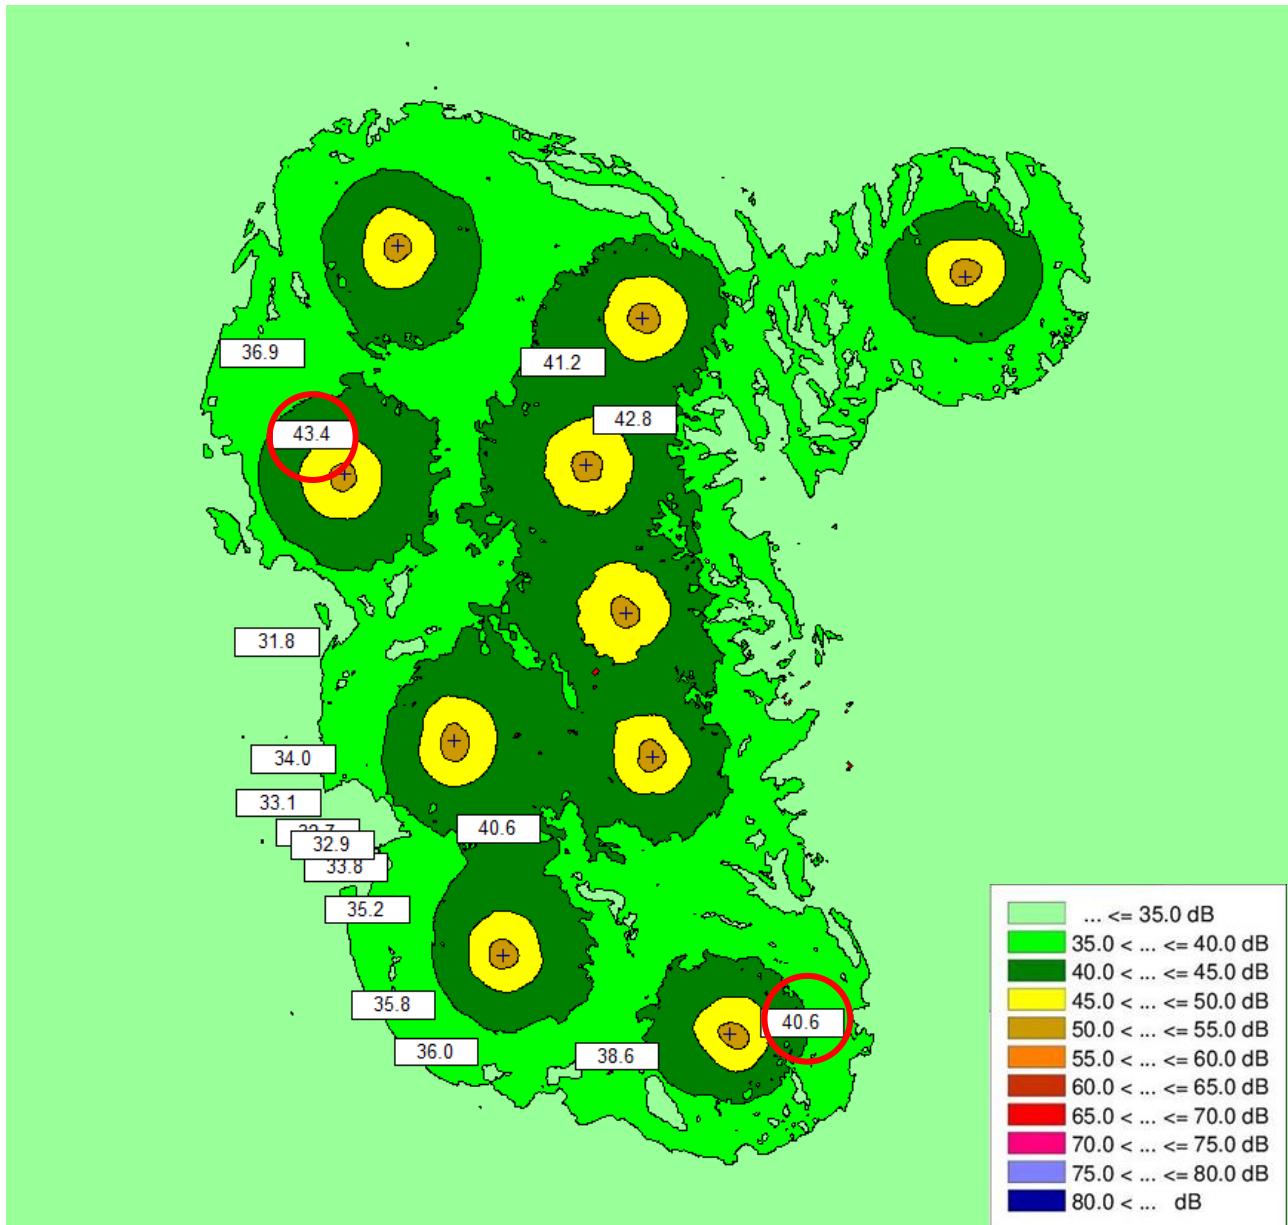 36.9
41.2
42.8
43.4
31.8
34.0
33.1
32.9
33.8
40.6
35.2
35.8
40.6
36.0
38.6
... <= 35.0 dB
35.0 < ... <= 40.0 dB
40.0 < ... <= 45.0 dB
45.0 < ... <= 50.0 dB
50.0 < ... <= 55.0 dB
55.0 < ... <= 60.0 dB
60.0 < ... <= 65.0 dB
65.0 < ... <= 70.0 dB
70.0 < ... <= 75.0 dB
75.0 < ... <= 80.0 dB
80.0 < ... dB